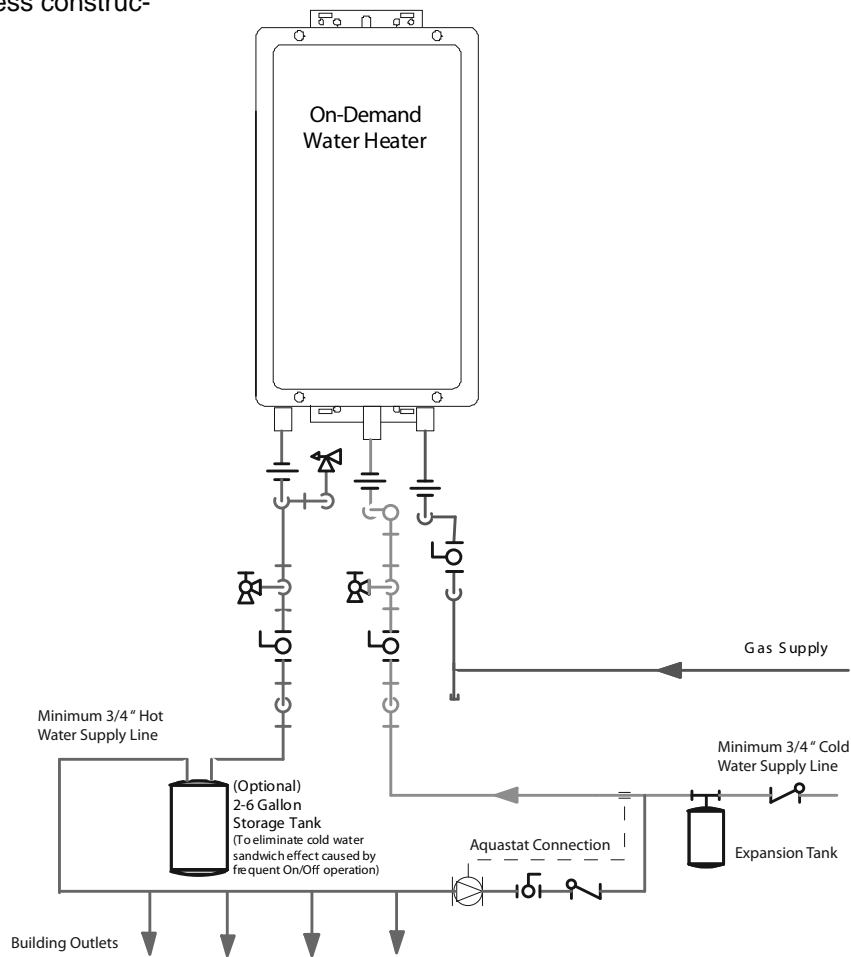 ess construc-
On-Demand
Water Heater
Gas Supply
Minimum 3/4“ Hot
Water Supply Line
Minimum 3/4“ Cold
Water Supply Line
(Optional)
2-6 Gallon
Storage Tank
(To eliminate cold water
sandwich effect caused by
frequent On/Off operation)
Aquastat Connection
Expansion Tank
Building Outlets